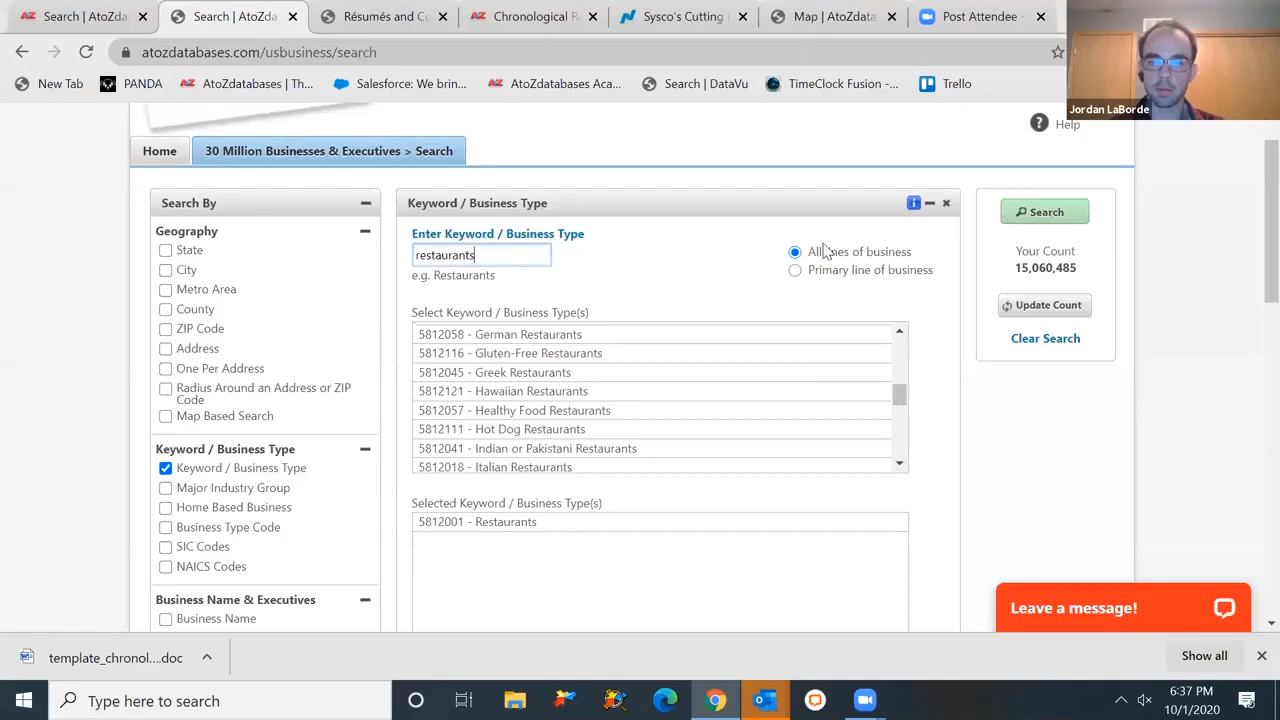 Search | AtoZdatab
Search | AtoZdatab
Résumés and Co
Chronological R
Sysco's Cutting
Map | AtoZdatab
Post Attendee -
atozdatabases.com/usbusiness/search
New Tab
PANDA
AtoZdatabases | Th...
Salesforce: We brin...
AtoZdatabases Aca...
Search | DataVu
TimeClock Fusion -...
Trello
Jordan LaBorde
Help
Home
30 Million Businesses & Executives > Search
Search By
Geography
State
City
Metro Area
County
ZIP Code
Address
One Per Address
Radius Around an Address or ZIP
Code
Map Based Search
Keyword / Business Type
Keyword / Business Type
Major Industry Group
Home Based Business
Business Type Code
SIC Codes
NAICS Codes
Business Name & Executives
Business Name
Keyword / Business Type
Enter Keyword / Business Type
restaurants
e.g. Restaurants
All lines of business
Primary line of business
Select Keyword / Business Type(s)
5812058 - German Restaurants
5812116 - Gluten-Free Restaurants
5812045 - Greek Restaurants
5812121 - Hawaiian Restaurants
5812057 - Healthy Food Restaurants
5812111 - Hot Dog Restaurants
5812041 - Indian or Pakistani Restaurants
5812018 - Italian Restaurants
Selected Keyword / Business Type(s)
5812001 - Restaurants
Search
Your Count
15,060,485
Update Count
Clear Search
Leave a message!
template_chronol....doc
Show all
Type here to search
6:37 PM
10/1/2020